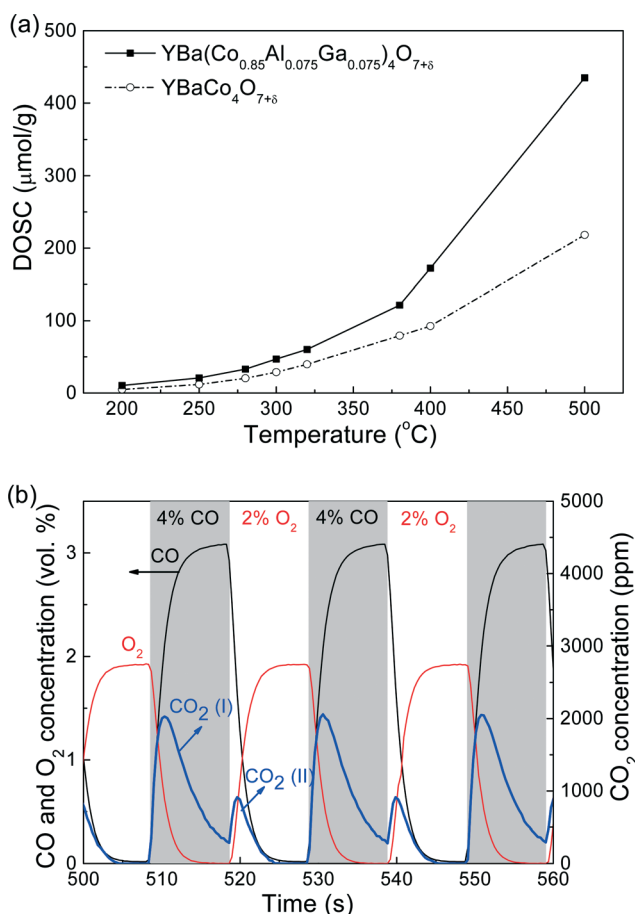 (a)
500
400
300
200
100
0
DOSC (μmol/g)
YBa(Co0.85Al0.075Ga0.075)4O7+δ
YBaCo4O7+δ
200 250 300 350 400 450 500
Temperature (oC)
(b)
4% CO 2% O2 4% CO 2% O2
3
2
1
0
CO and O2 concentration (vol. %)
CO
O2
CO2 (I)
CO2 (II)
5000
4000
3000
2000
1000
0
CO2 concentration (ppm)
500 510 520 530 540 550 560
Time (s)